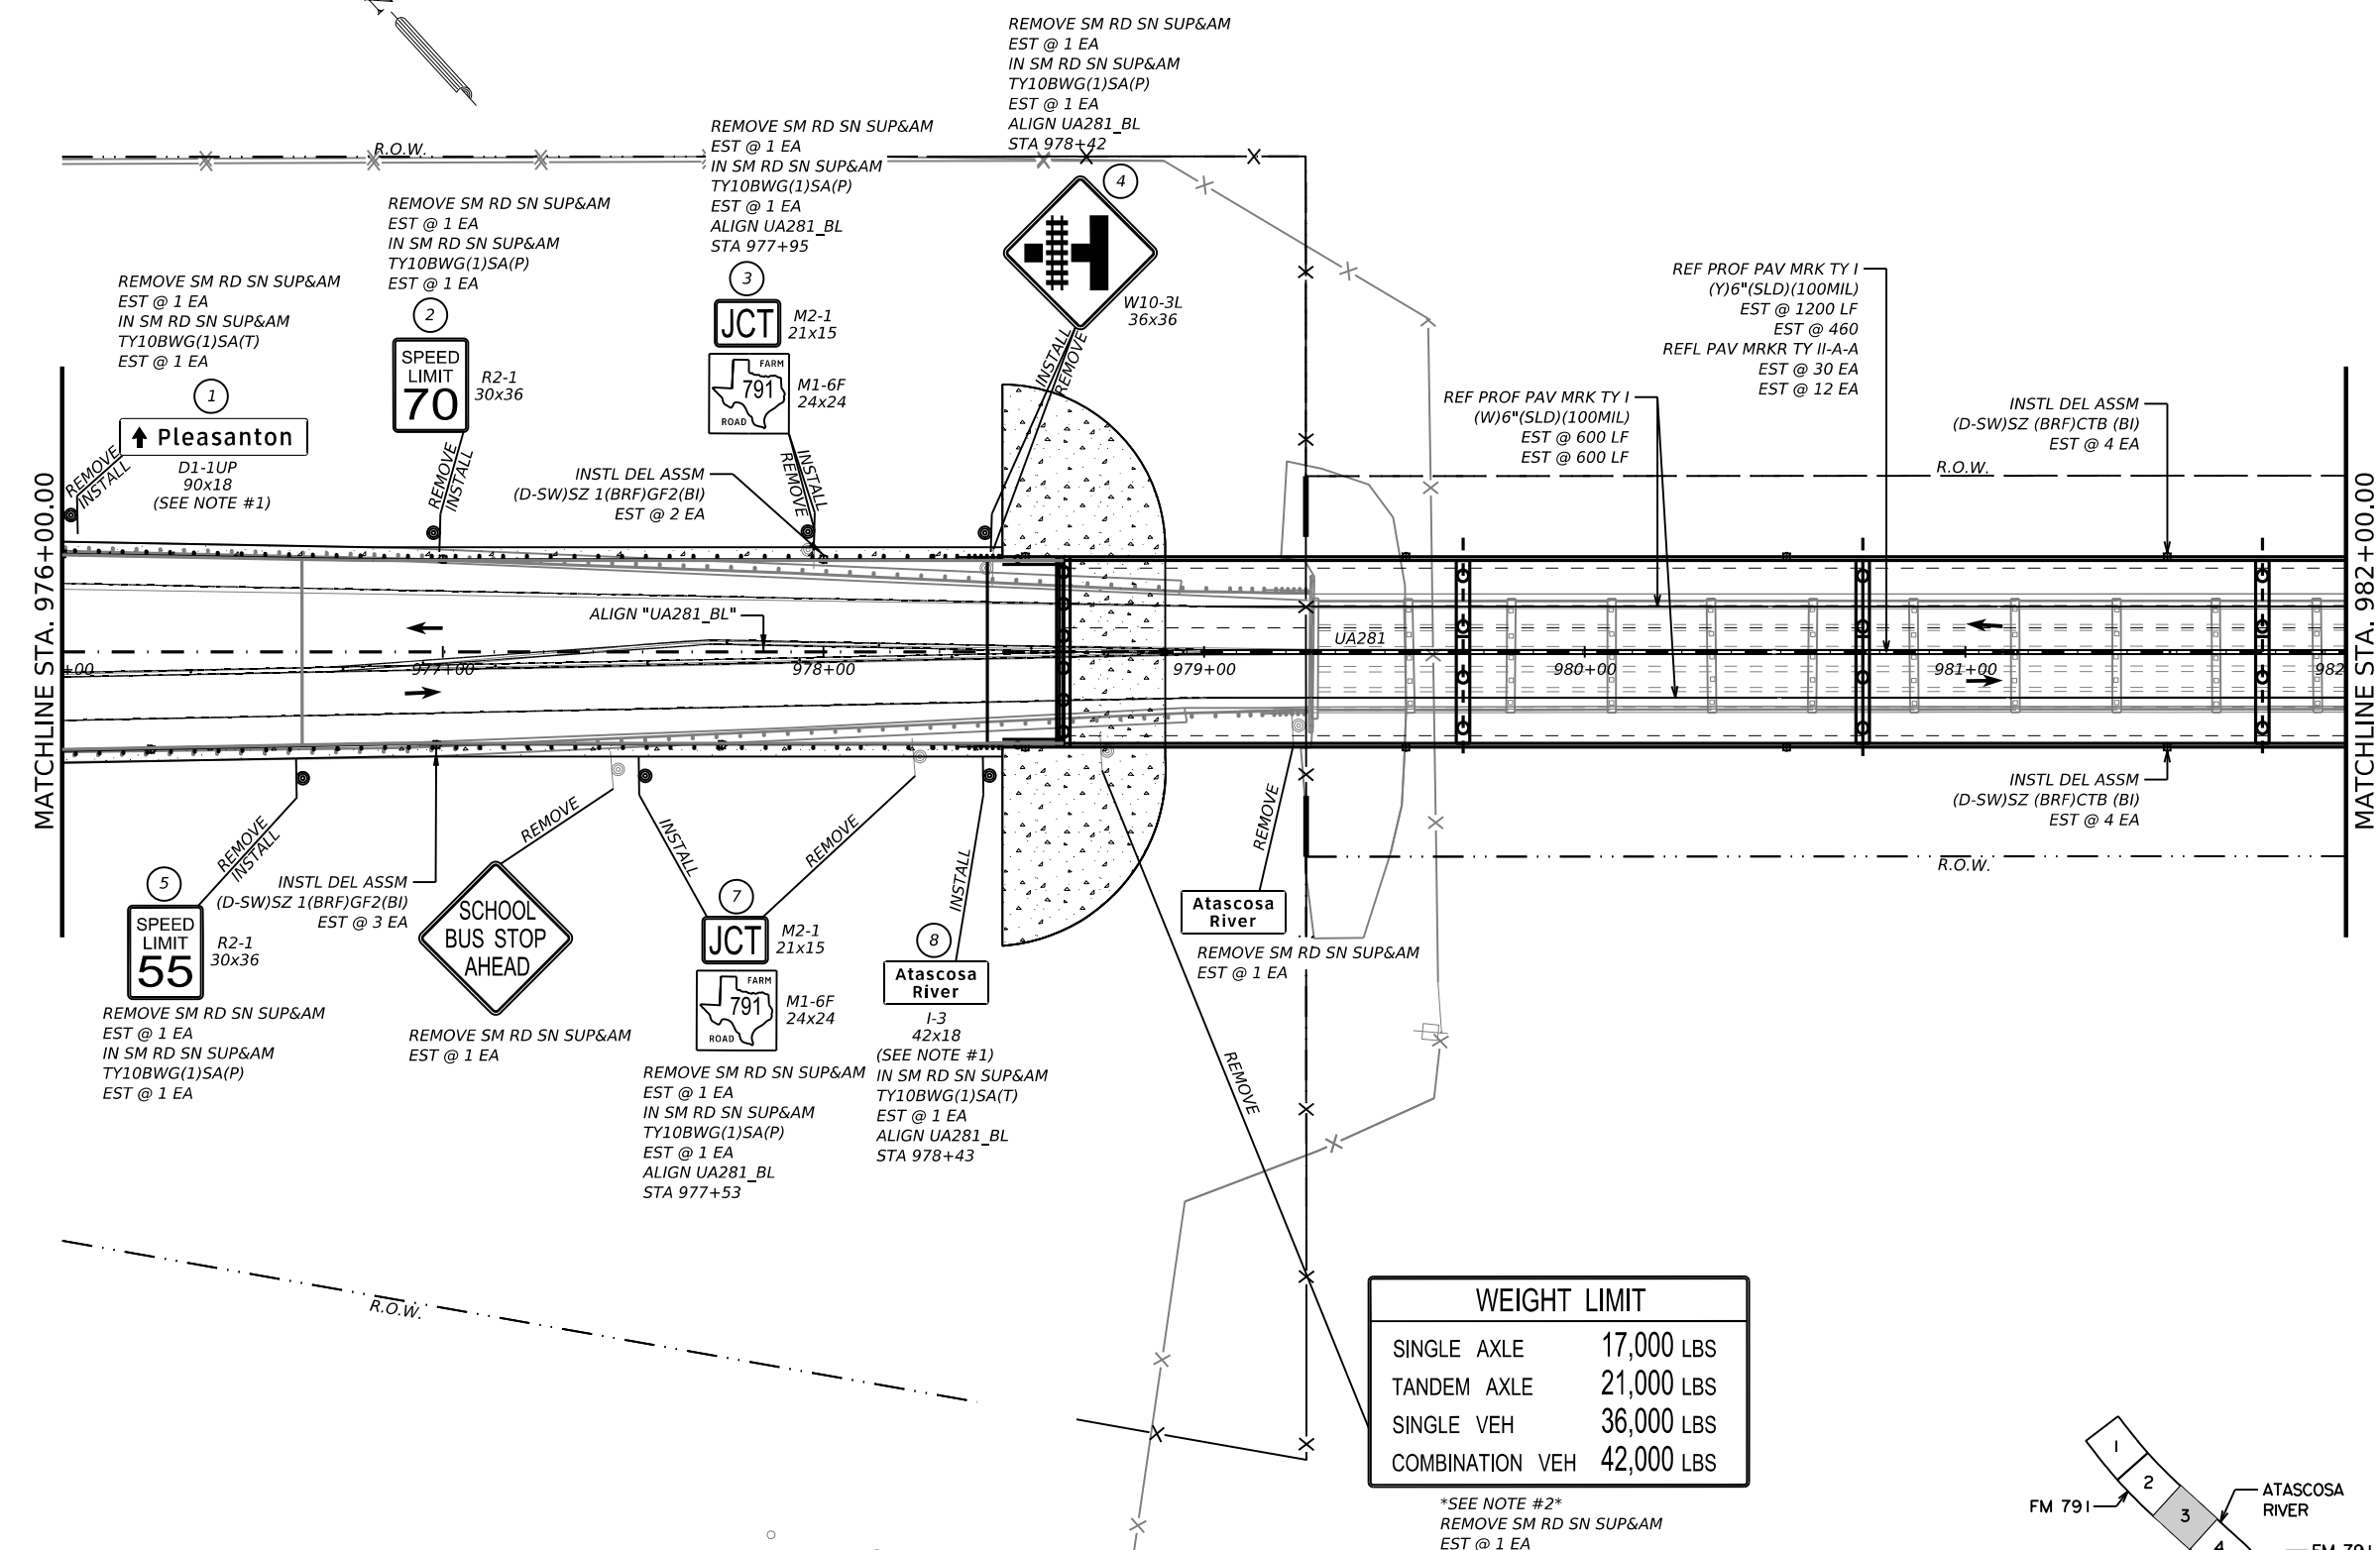 REMOVE SM RD SN SUP&AM
EST @ 1 EA
IN SM RD SN SUP&AM
TY10BWG(1)SA(P)
EST @ 1 EA
ALIGN UA281_BL
STA 978+42
4
W10-3L
36x36
INSTALL
REMOVE
R.O.W.
REMOVE SM RD SN SUP&AM
EST @ 1 EA
IN SM RD SN SUP&AM
TY10BWG(1)SA(P)
EST @ 1 EA
ALIGN UA281_BL
STA 977+95
3
JCT
M2-1
21x15
FARM
791
ROAD
M1-6F
24x24
INSTALL
REMOVE
REMOVE SM RD SN SUP&AM
EST @ 1 EA
IN SM RD SN SUP&AM
TY10BWG(1)SA(P)
EST @ 1 EA
2
SPEED
LIMIT
70
R2-1
30x36
REMOVE
INSTALL
REMOVE SM RD SN SUP&AM
EST @ 1 EA
IN SM RD SN SUP&AM
TY10BWG(1)SA(T)
EST @ 1 EA
1
Pleasanton
D1-1UP
90x18
(SEE NOTE #1)
REMOVE
INSTALL
INSTL DEL ASSM
(D-SW)SZ 1(BRF)GF2(BI)
EST @ 2 EA
REF PROF PAV MRK TY I
(Y)6"(SLD)(100MIL)
EST @ 1200 LF
EST @ 460
REFL PAV MRKR TY II-A-A
EST @ 30 EA
EST @ 12 EA
REF PROF PAV MRK TY I
(W)6"(SLD)(100MIL)
EST @ 600 LF
EST @ 600 LF
INSTL DEL ASSM
(D-SW)SZ (BRF)CTB (BI)
EST @ 4 EA
R.O.W.
MATCHLINE STA. 976+00.00
MATCHLINE STA. 982+00.00
ALIGN "UA281_BL"
UA281
+00
977+00
978+00
979+00
980+00
981+00
982
INSTL DEL ASSM
(D-SW)SZ (BRF)CTB (BI)
EST @ 4 EA
R.O.W.
REMOVE
INSTALL
5
SPEED
LIMIT
55
R2-1
30x36
REMOVE SM RD SN SUP&AM
EST @ 1 EA
IN SM RD SN SUP&AM
TY10BWG(1)SA(P)
EST @ 1 EA
INSTL DEL ASSM
(D-SW)SZ 1(BRF)GF2(BI)
EST @ 3 EA
REMOVE
SCHOOL
BUS STOP
AHEAD
REMOVE SM RD SN SUP&AM
EST @ 1 EA
INSTALL
REMOVE
7
JCT
M2-1
21x15
FARM
791
ROAD
M1-6F
24x24
REMOVE SM RD SN SUP&AM
EST @ 1 EA
IN SM RD SN SUP&AM
TY10BWG(1)SA(P)
EST @ 1 EA
ALIGN UA281_BL
STA 977+53
INSTALL
8
Atascosa
River
I-3
42x18
(SEE NOTE #1)
IN SM RD SN SUP&AM
TY10BWG(1)SA(T)
EST @ 1 EA
ALIGN UA281_BL
STA 978+43
REMOVE
Atascosa
River
REMOVE SM RD SN SUP&AM
EST @ 1 EA
REMOVE
R.O.W.
WEIGHT LIMIT
SINGLE AXLE 17,000 LBS
TANDEM AXLE 21,000 LBS
SINGLE VEH 36,000 LBS
COMBINATION VEH 42,000 LBS
*SEE NOTE #2*
REMOVE SM RD SN SUP&AM
EST @ 1 EA
1
2
3
4
FM 791
ATASCOSA
RIVER
FM 791